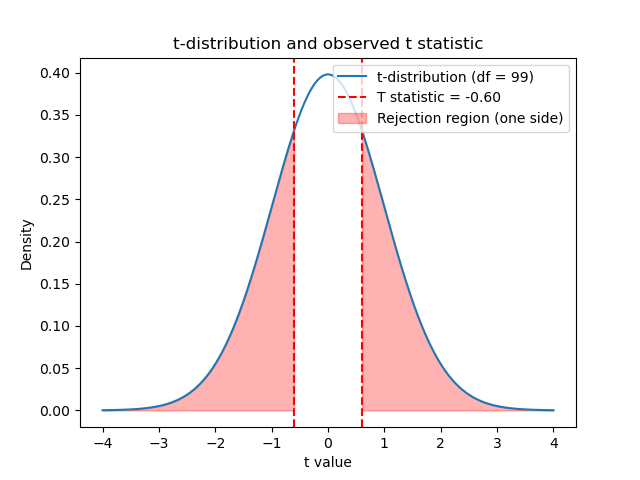 t-distribution and observed t statistic
t-distribution (df = 99)
T statistic = -0.60
Rejection region (one side)
Density
0.40
0.35
0.30
0.25
0.20
0.15
0.10
0.05
0.00
−4 −3 −2 −1 0 1 2 3 4
t value